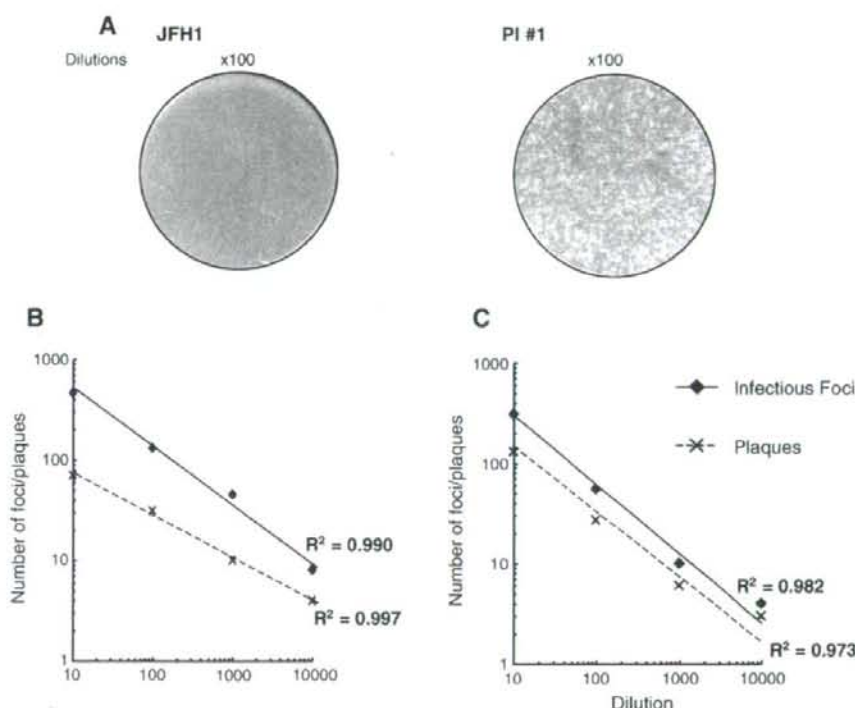 A
JFH1
PI #1
Dilutions
x100
x100
B
Number of foci/plaques
1000
100
10
1
10
100
1000
10000
R² = 0.990
R² = 0.997
C
Number of foci/plaques
1000
100
10
1
10
100
1000
10000
Dilution
Infectious Foci
Plaques
R² = 0.982
R² = 0.973